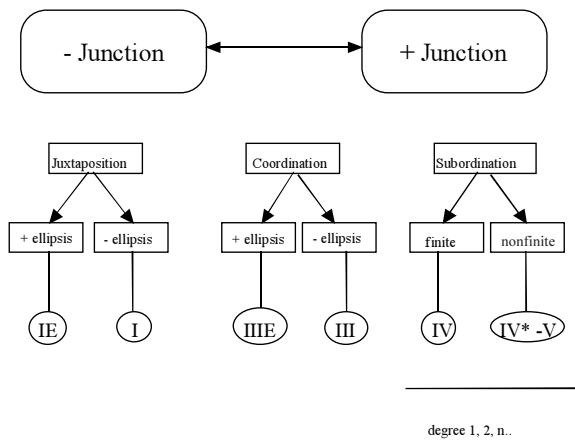 - Junction + Junction
Juxtaposition Coordination Subordination
+ ellipsis - ellipsis + ellipsis - ellipsis finite nonfinite
IE I IIIE III IV IV* -V
degree 1, 2, n..